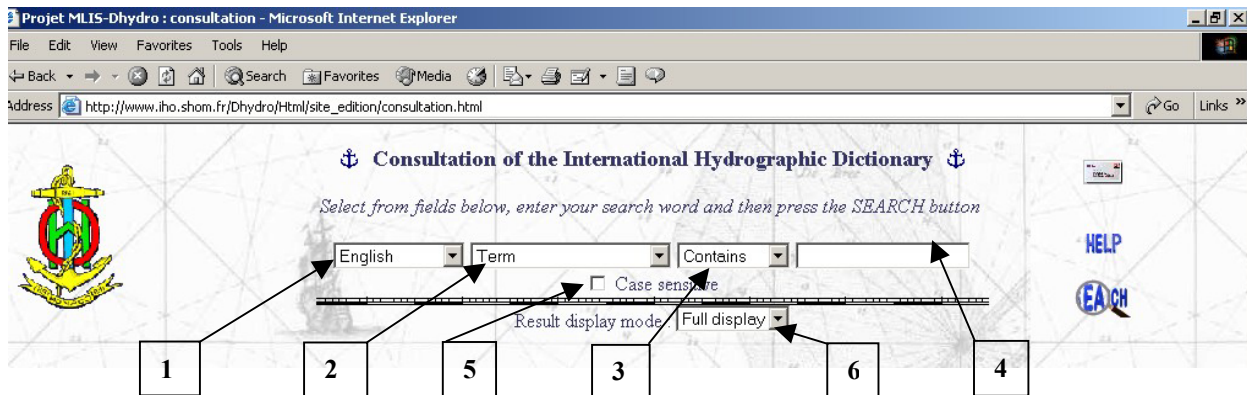 Projet MLIS-Dhydro : consultation - Microsoft Internet Explorer
File Edit View Favorites Tools Help
Back Search Favorites Media
Address http://www.iho.shom.fr/Dhydro/Html/site_edition/consultation.html Go Links »
Consultation of the International Hydrographic Dictionary
Select from fields below, enter your search word and then press the SEARCH button
English Term Contains
Case sensitive
Result display mode : Full display
HELP
EA CH
1 2 5 3 6 4